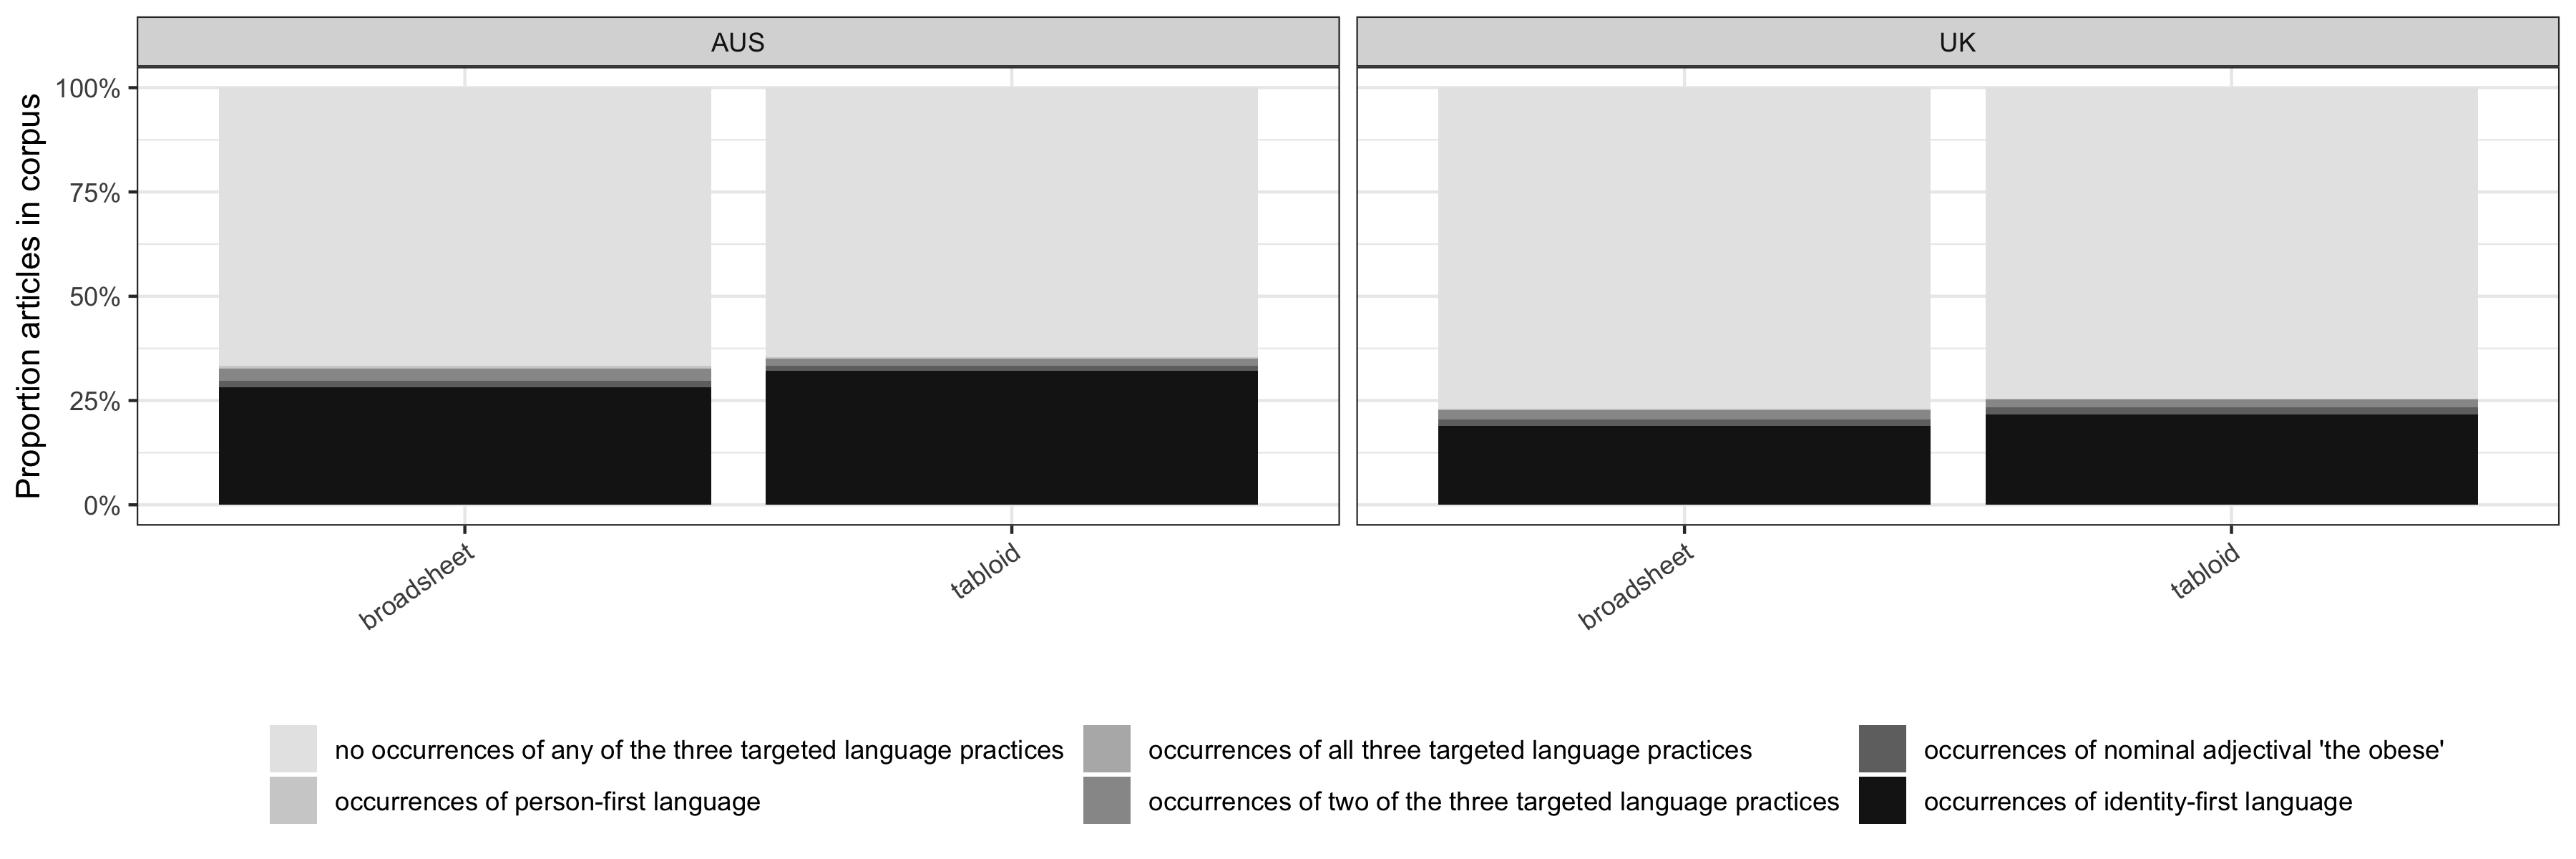 AUS
UK
Proportion articles in corpus
100%
75%
50%
25%
0%
broadsheet
tabloid
broadsheet
tabloid
no occurrences of any of the three targeted language practices
occurrences of person-first language
occurrences of all three targeted language practices
occurrences of two of the three targeted language practices
occurrences of nominal adjectival 'the obese'
occurrences of identity-first language